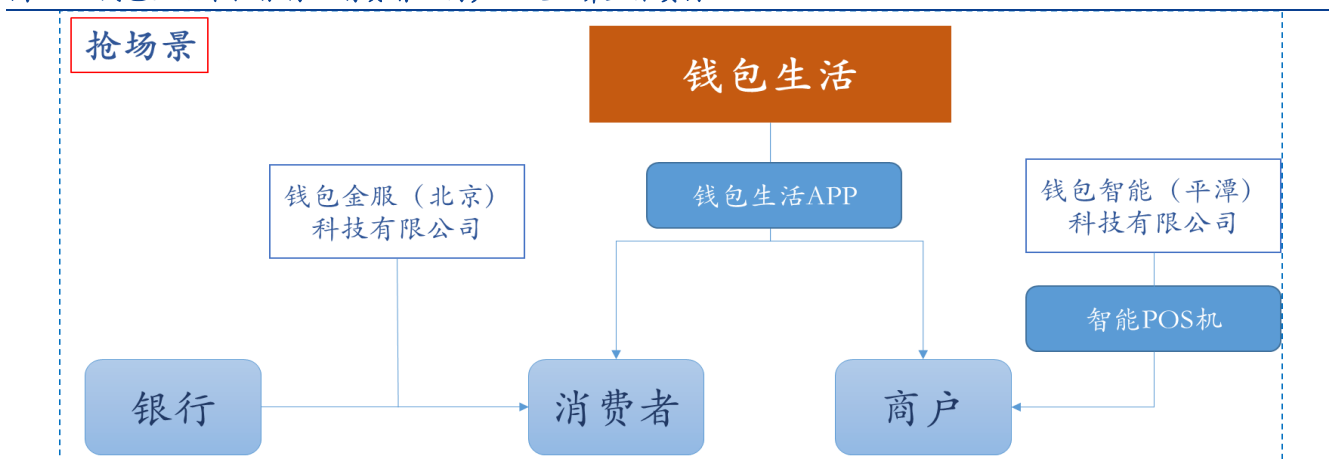 抢场景
钱包生活
钱包金服（北京）
科技有限公司
钱包生活APP
钱包智能（平潭）
科技有限公司
智能POS机
银行
消费者
商户